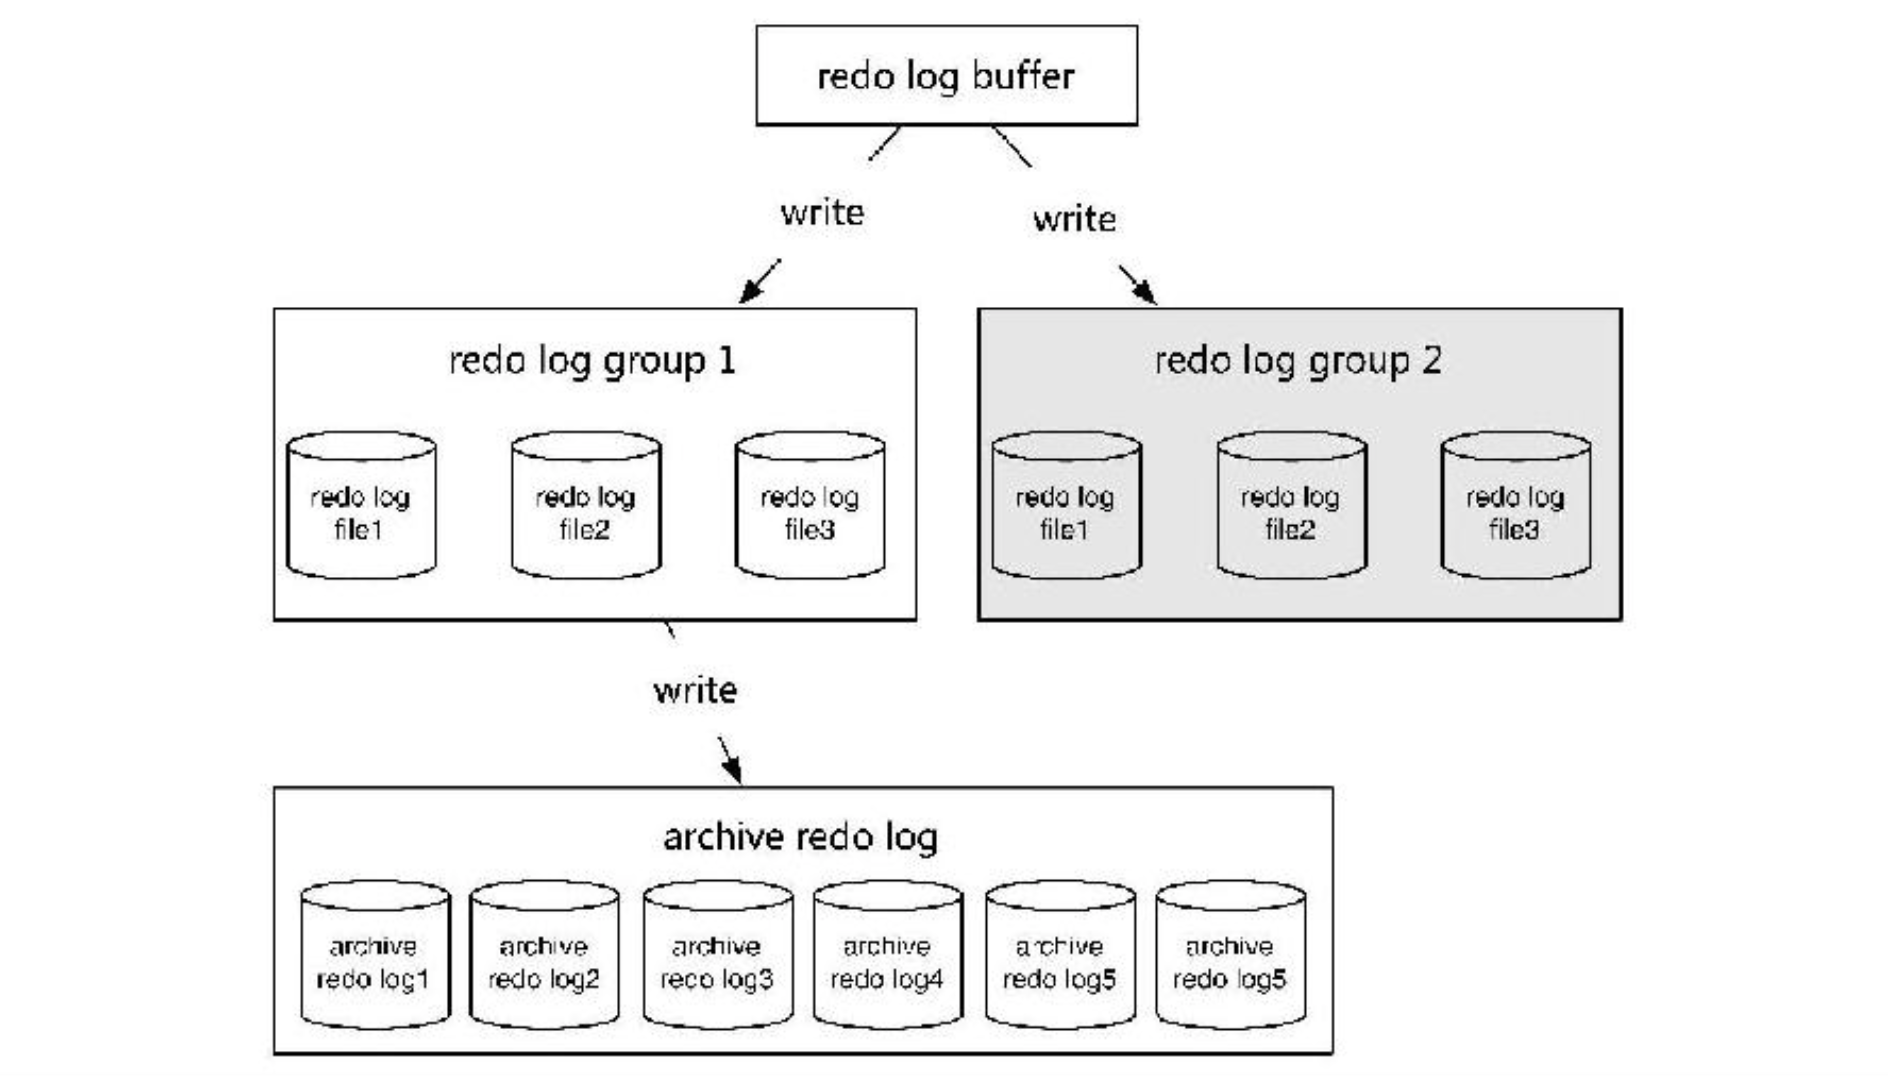 redo log buffer
write
write
redo log group 1
redo log group 2
redo log
file1
redo log
file2
redo log
file3
redo log
file1
redo log
file2
redo log
file3
write
archive redo log
archive
redo log1
archive
redo log2
archive
redo log3
archive
redo log4
archive
redo log5
archive
redo log5